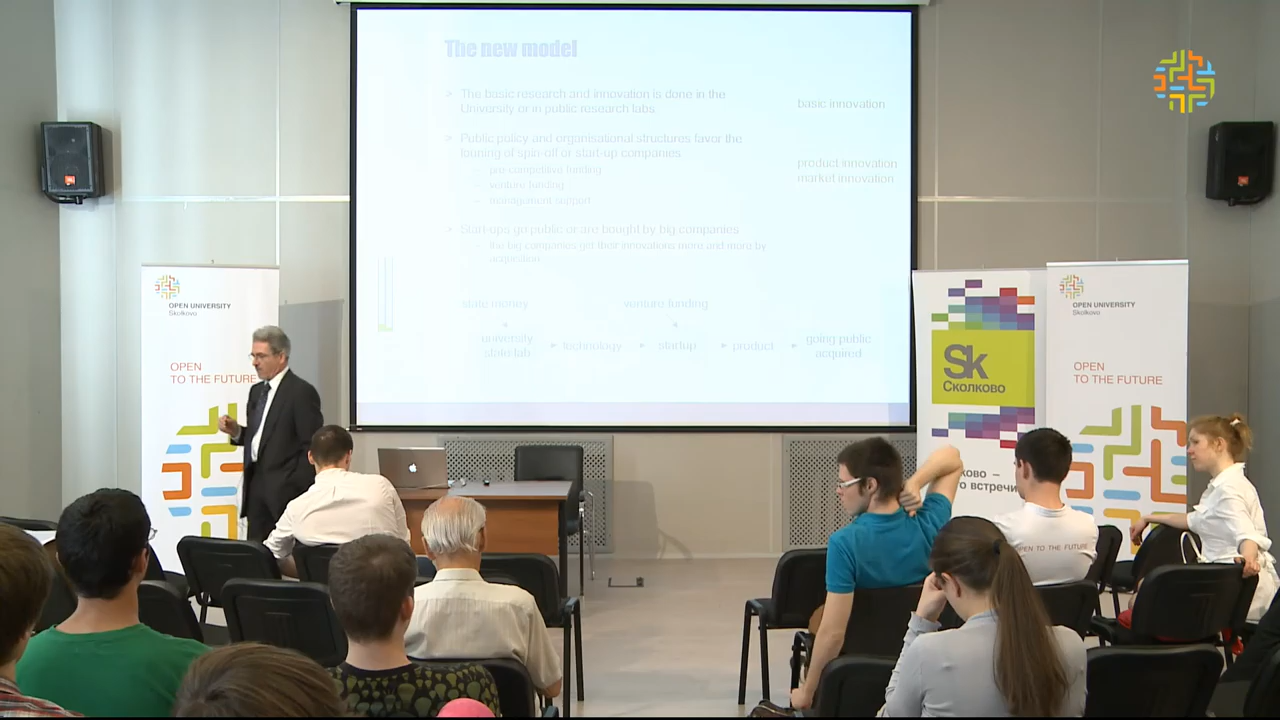 The new model
> The basic research and innovation is done in the
University or in public research labs
basic innovation
> Public policy and organisational structures favor the
founing of spin-off or start-up companies
– pre-competitive funding
– venture funding
– management support
product innovation
market innovation
> Start-ups go public or are bought by big companies
– the big companies get their innovations more and more by
acquisition
state money
venture funding
university
state lab
technology
startup
product
going public
acquired
OPEN UNIVERSITY
Skolkovo
OPEN
TO THE FUTURE
Sk
Сколково
OPEN UNIVERSITY
Skolkovo
OPEN
TO THE FUTURE
ково –
о встречи
OPEN TO THE FUTURE